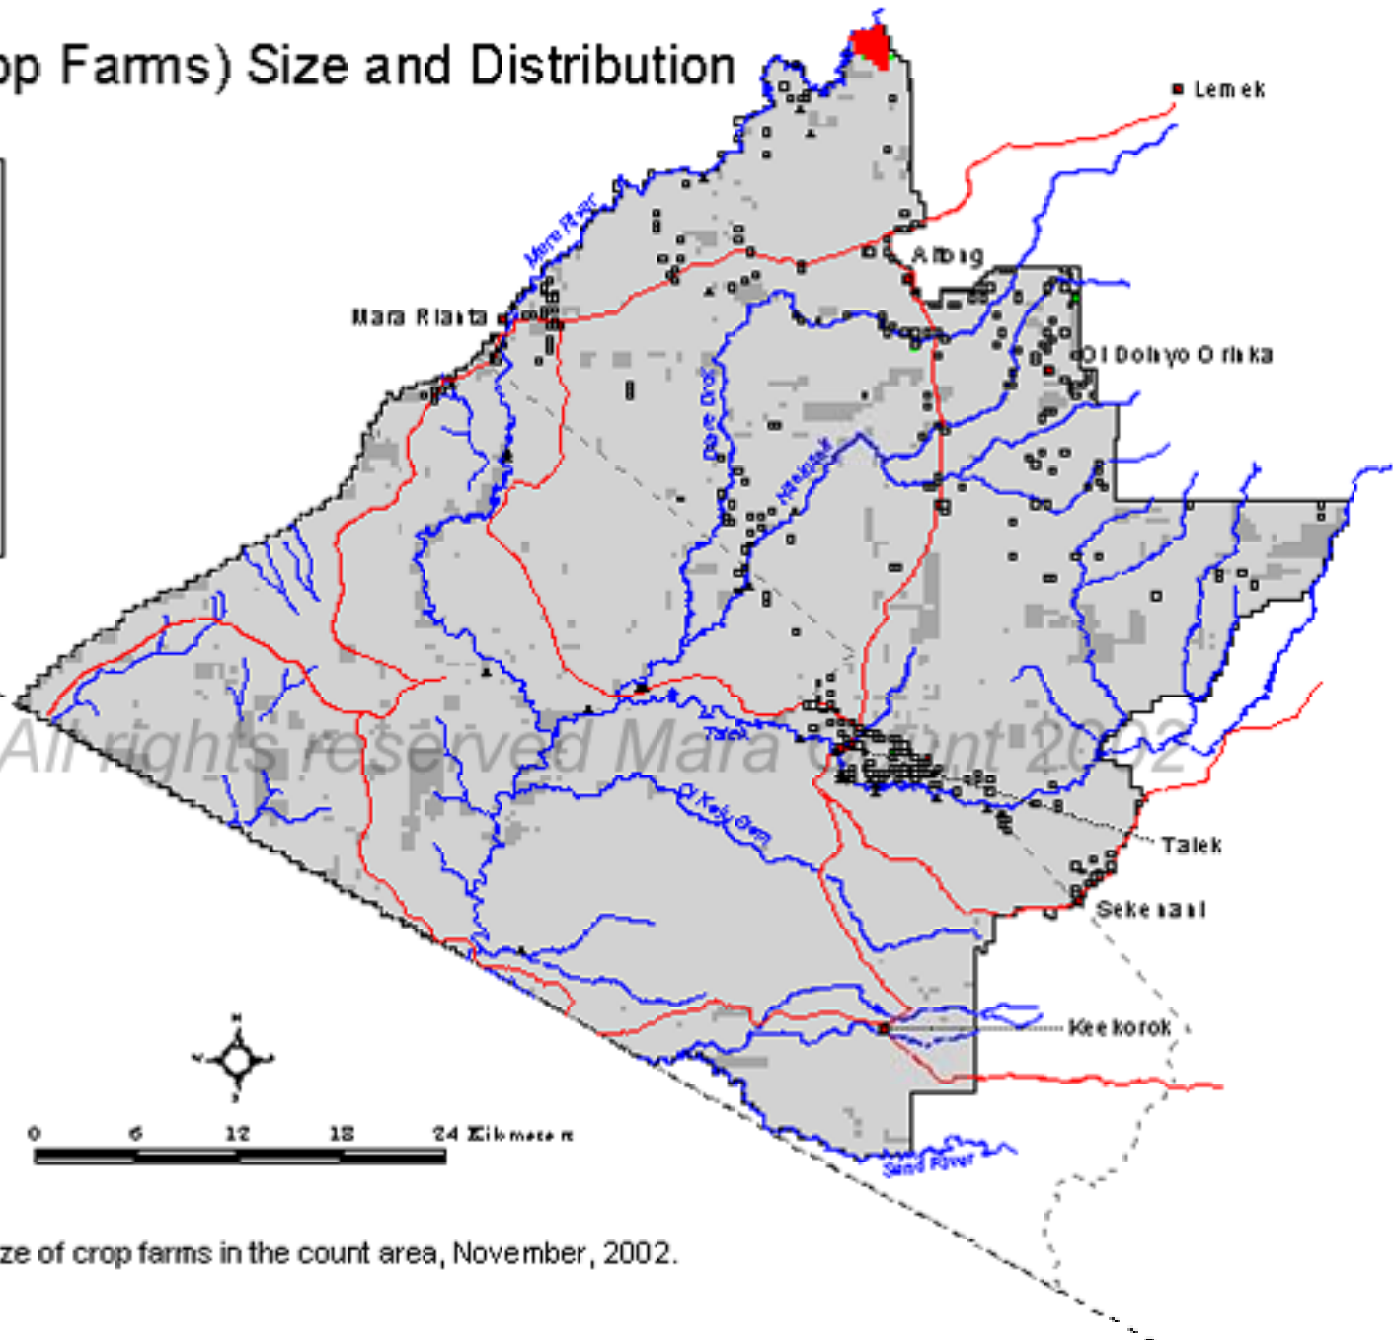 op Farms) Size and Distribution
Lemek
Mara River
Aitong
Mara Rianta
Ol Doinyo Orinka
Talek
All rights reserved Mara Count 2002
Ol Keju
Talek
Sekenani
Keekorok
0 6 12 18 24 Kilometers
Sand River
ze of crop farms in the count area, November, 2002.